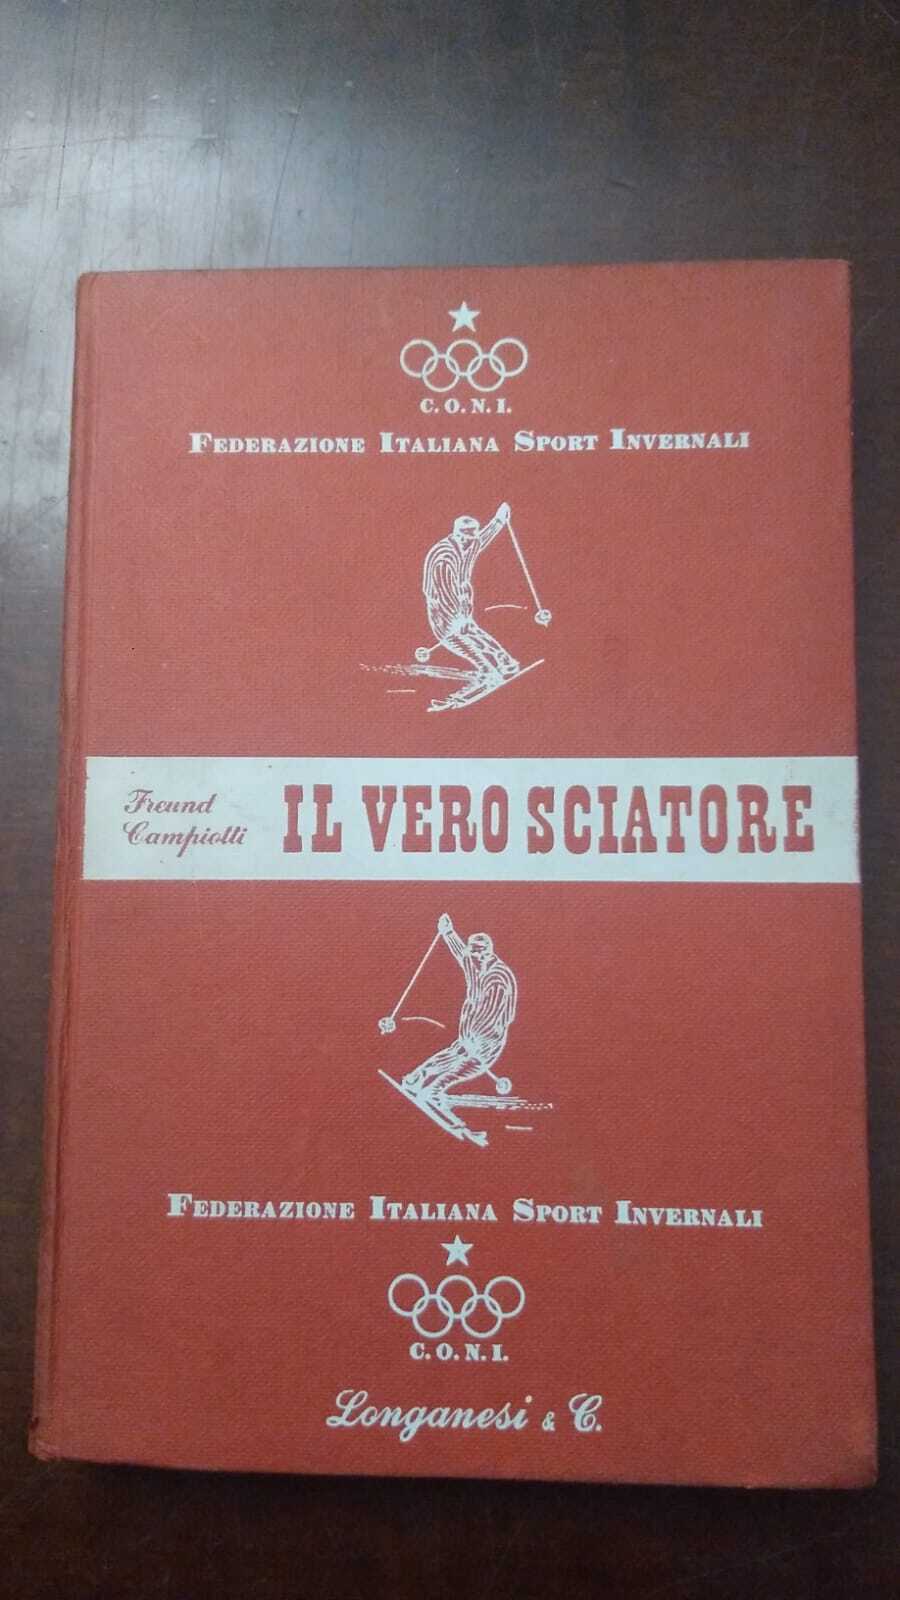 C.O.N.I.
Federazione Italiana Sport Invernali
Freund
Campiotti
IL VERO SCIATORE
Federazione Italiana Sport Invernali
C.O.N.I.
Longanesi & C.